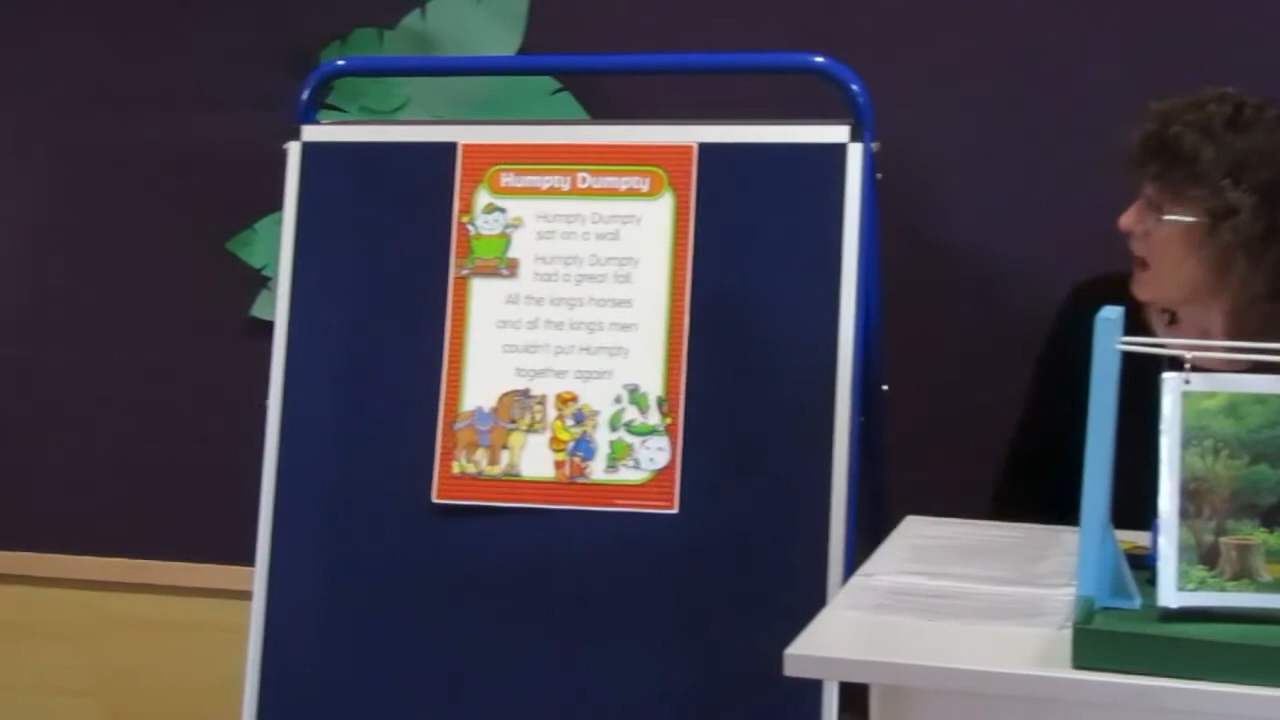 Humpty Dumpty
Humpty Dumpty
sat on a wall.
Humpty Dumpty
had a great fall.
All the king's horses
and all the king's men
couldn't put Humpty
together again!